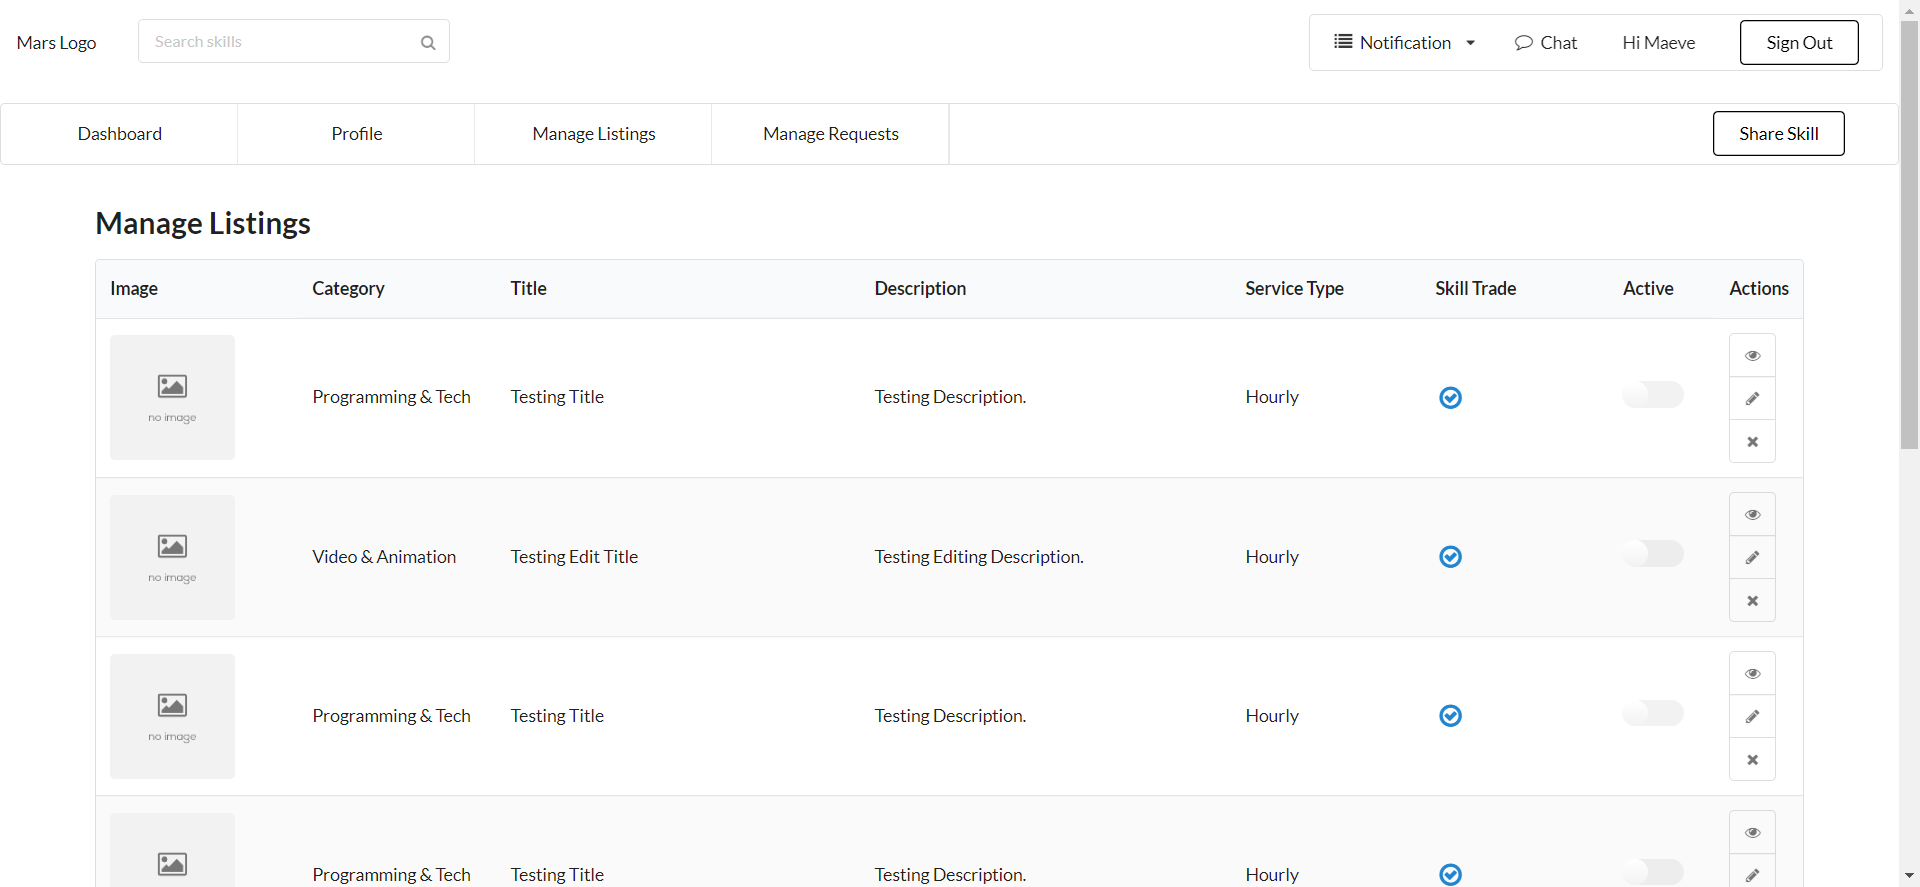 Mars Logo Search skills Notification Chat Hi Maeve Sign Out
Dashboard Profile Manage Listings Manage Requests Share Skill
Manage Listings
Image Category Title Description Service Type Skill Trade Active Actions
no image
Programming & Tech Testing Title Testing Description. Hourly
no image
Video & Animation Testing Edit Title Testing Editing Description. Hourly
no image
Programming & Tech Testing Title Testing Description. Hourly
Programming & Tech Testing Title Testing Description. Hourly